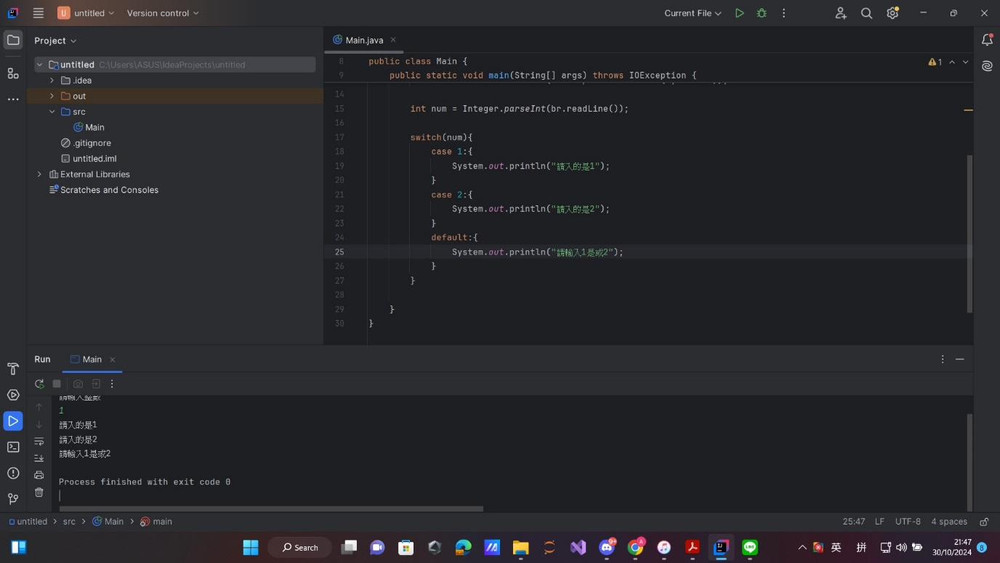 U untitled Version control Current File
Project
Main.java
untitled C:\Users\ASUS\IdeaProjects\untitled
.idea
out
src
Main
.gitignore
untitled.iml
External Libraries
Scratches and Consoles
8 public class Main {
1
9 public static void main(String[] args) throws IOException {
14
15 int num = Integer.parseInt(br.readLine());
16
17 switch(num){
18 case 1:{
19 System.out.println("請入的是1");
20 }
21 case 2:{
22 System.out.println("請入的是2");
23 }
24 default:{
25 System.out.println("請輸入1是或2");
26 }
27 }
28
29 }
30 }
Run Main
請輸入整數
1
請入的是1
請入的是2
請輸入1是或2
Process finished with exit code 0
untitled > src > Main > main 25:47 LF UTF-8 4 spaces
Search
英 拼
21:47
30/10/2024
8